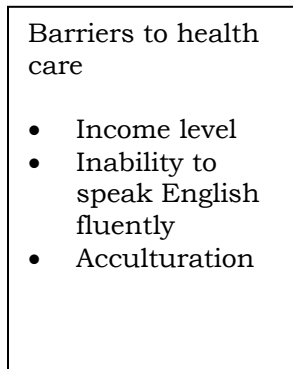 Barriers to health
care
• Income level
• Inability to
speak English
fluently
• Acculturation